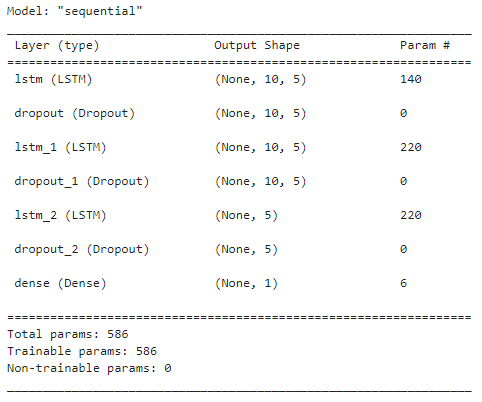 Model: "sequential"
_________________________________________________________________
Layer (type)                Output Shape              Param #
=================================================================
lstm (LSTM)                 (None, 10, 5)             140
dropout (Dropout)           (None, 10, 5)             0
lstm_1 (LSTM)               (None, 10, 5)             220
dropout_1 (Dropout)         (None, 10, 5)             0
lstm_2 (LSTM)               (None, 5)                 220
dropout_2 (Dropout)         (None, 5)                 0
dense (Dense)               (None, 1)                 6
=================================================================
Total params: 586
Trainable params: 586
Non-trainable params: 0
_________________________________________________________________